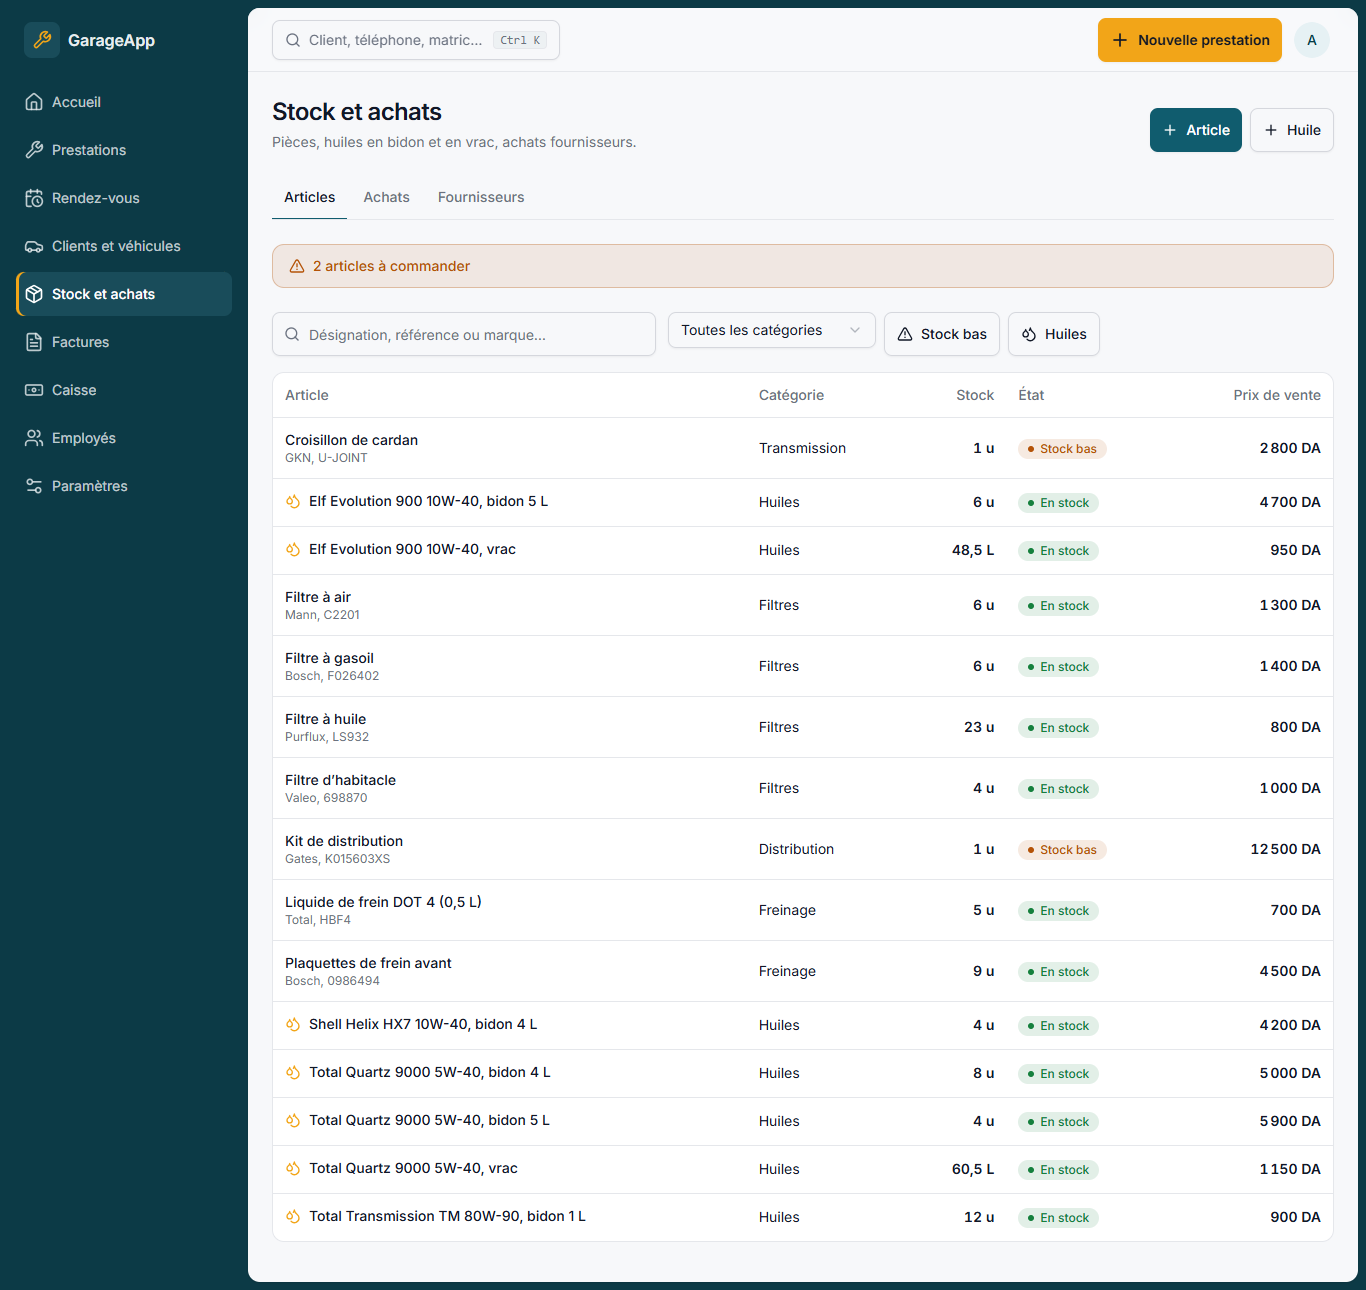 GarageApp
Client, téléphone, matric... Ctrl K
Nouvelle prestation
A
Accueil
Prestations
Rendez-vous
Clients et véhicules
Stock et achats
Factures
Caisse
Employés
Paramètres
Stock et achats
Pièces, huiles en bidon et en vrac, achats fournisseurs.
Article
Huile
Articles Achats Fournisseurs
2 articles à commander
Désignation, référence ou marque...
Toutes les catégories
Stock bas
Huiles
Article Catégorie Stock État Prix de vente
Croisillon de cardan
GKN, U-JOINT
Transmission 1 u Stock bas 2 800 DA
Elf Evolution 900 10W-40, bidon 5 L Huiles 6 u En stock 4 700 DA
Elf Evolution 900 10W-40, vrac Huiles 48,5 L En stock 950 DA
Filtre à air
Mann, C2201
Filtres 6 u En stock 1 300 DA
Filtre à gasoil
Bosch, F026402
Filtres 6 u En stock 1 400 DA
Filtre à huile
Purflux, LS932
Filtres 23 u En stock 800 DA
Filtre d’habitacle
Valeo, 698870
Filtres 4 u En stock 1 000 DA
Kit de distribution
Gates, K015603XS
Distribution 1 u Stock bas 12 500 DA
Liquide de frein DOT 4 (0,5 L)
Total, HBF4
Freinage 5 u En stock 700 DA
Plaquettes de frein avant
Bosch, 0986494
Freinage 9 u En stock 4 500 DA
Shell Helix HX7 10W-40, bidon 4 L Huiles 4 u En stock 4 200 DA
Total Quartz 9000 5W-40, bidon 4 L Huiles 8 u En stock 5 000 DA
Total Quartz 9000 5W-40, bidon 5 L Huiles 4 u En stock 5 900 DA
Total Quartz 9000 5W-40, vrac Huiles 60,5 L En stock 1 150 DA
Total Transmission TM 80W-90, bidon 1 L Huiles 12 u En stock 900 DA